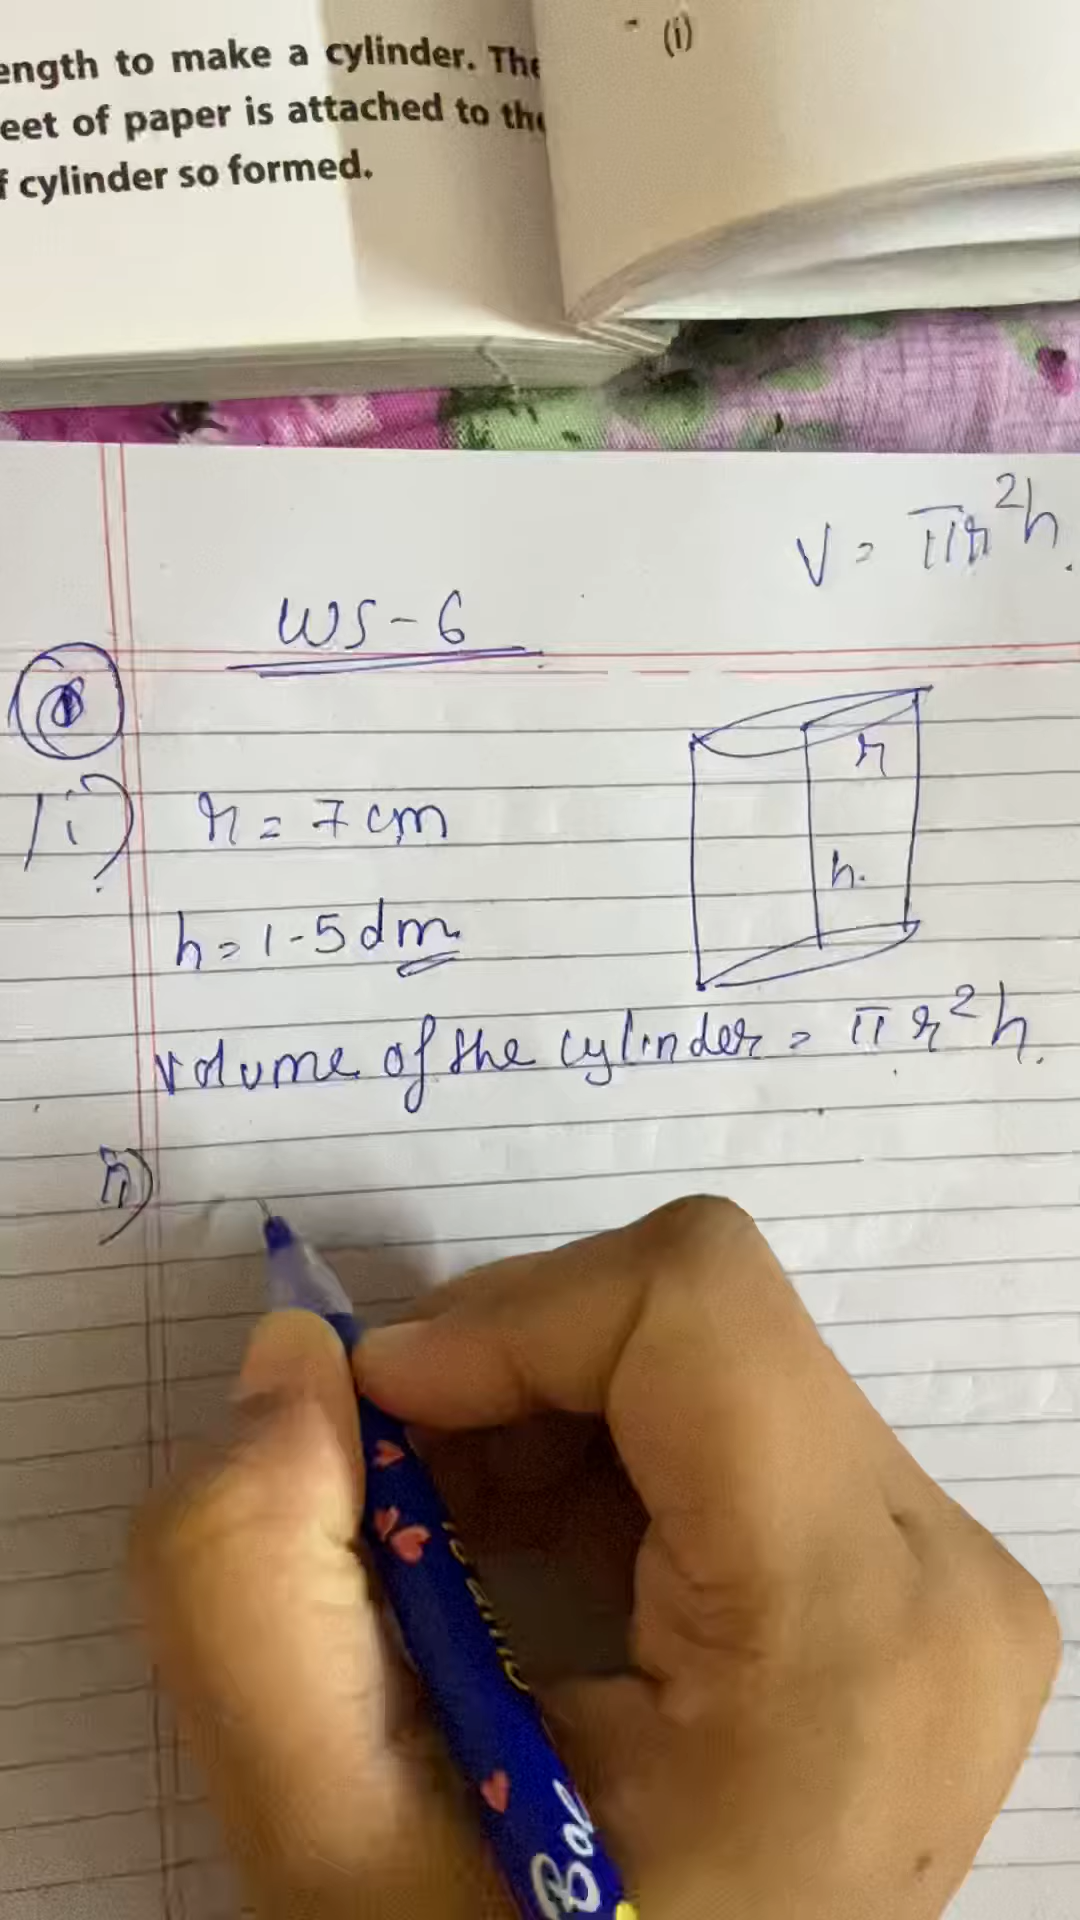 ength to make a cylinder. The
eet of paper is attached to the
f cylinder so formed.
(i)
V = πr²h.
WS-6
(i)
r = 7 cm
r
h = 1-5 dm
h.
Volume of the cylinder = πr²h.
ii)